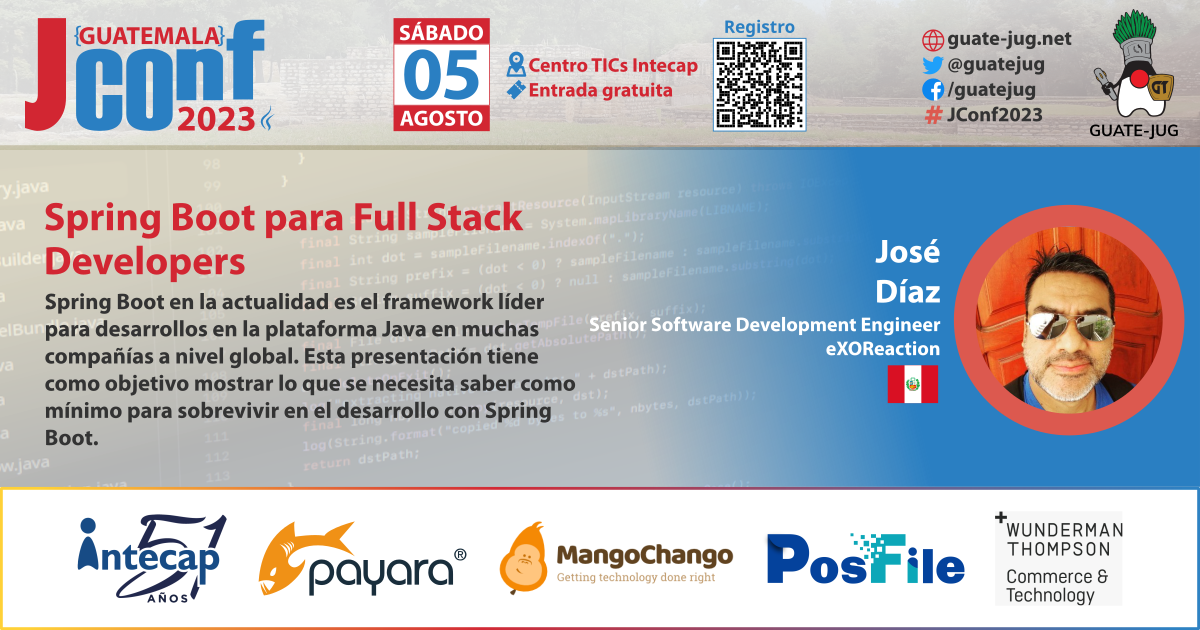 {GUATEMALA}
JCONF
2023
SÁBADO
05
AGOSTO
Centro TICs Intecap
Entrada gratuita
Registro
guate-jug.net
@guatejug
/guatejug
# JConf2023
GT
GUATE-JUG
Spring Boot para Full Stack
Developers
Spring Boot en la actualidad es el framework líder
para desarrollos en la plataforma Java en muchas
compañías a nivel global. Esta presentación tiene
como objetivo mostrar lo que se necesita saber como
mínimo para sobrevivir en el desarrollo con Spring
Boot.
José
Díaz
Senior Software Development Engineer
eXOReaction
intecap
51
AÑOS
payara®
MangoChango
Getting technology done right
PosFile
WUNDERMAN
THOMPSON
Commerce &
Technology